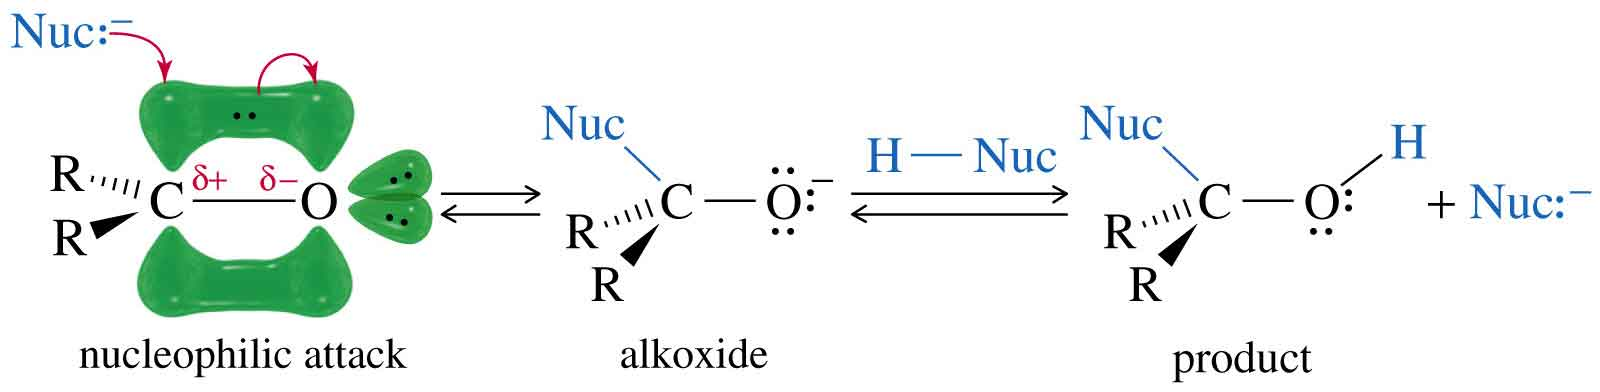 Nuc:⁻
R
R
C
δ+
δ−
O
nucleophilic attack
Nuc
R
R
C
O:⁻
alkoxide
H — Nuc
Nuc
R
R
C
O:
H
+ Nuc:⁻
product